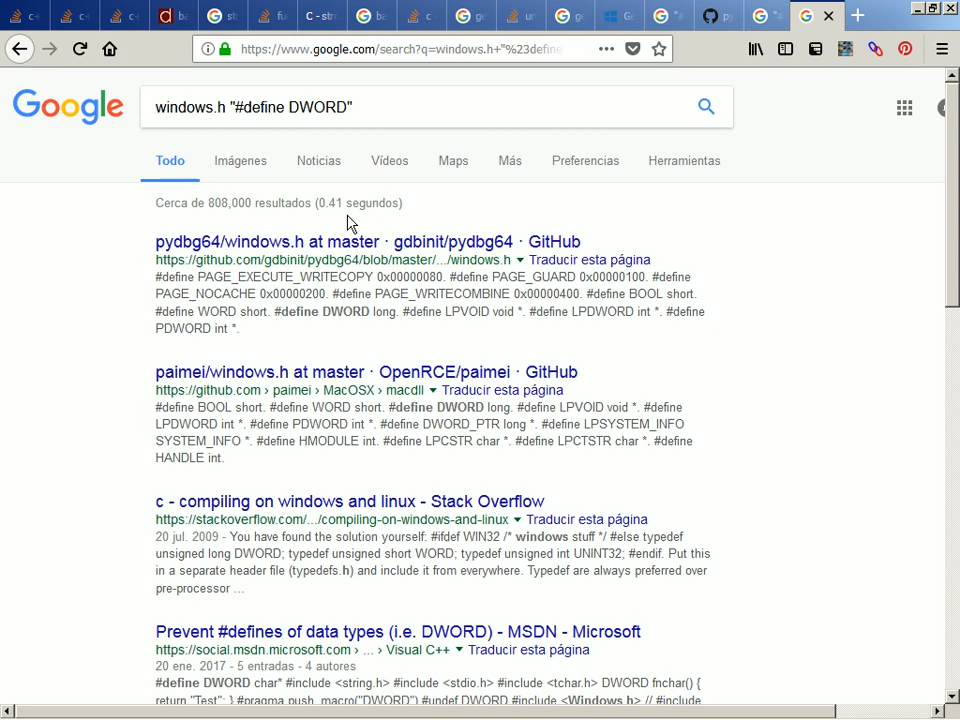 c+
c+
c+
ba
str
fu
C - str
ba
c -
ge
un
ge
Ge
"#
py
"#
https://www.google.com/search?q=windows.h+"%23define
Google
windows.h "#define DWORD"
Todo Imágenes Noticias Vídeos Maps Más Preferencias Herramientas
Cerca de 808,000 resultados (0.41 segundos)
pydbg64/windows.h at master · gdbinit/pydbg64 · GitHub
https://github.com/gdbinit/pydbg64/blob/master/.../windows.h ▼ Traducir esta página
#define PAGE_EXECUTE_WRITECOPY 0x00000080. #define PAGE_GUARD 0x00000100. #define
PAGE_NOCACHE 0x00000200. #define PAGE_WRITECOMBINE 0x00000400. #define BOOL short.
#define WORD short. #define DWORD long. #define LPVOID void *. #define LPDWORD int *. #define
PDWORD int *.
paimei/windows.h at master · OpenRCE/paimei · GitHub
https://github.com › paimei › MacOSX › macdll ▼ Traducir esta página
#define BOOL short. #define WORD short. #define DWORD long. #define LPVOID void *. #define
LPDWORD int *. #define PDWORD int *. #define DWORD_PTR long *. #define LPSYSTEM_INFO
SYSTEM_INFO *. #define HMODULE int. #define LPCSTR char *. #define LPCTSTR char *. #define
HANDLE int.
c - compiling on windows and linux - Stack Overflow
https://stackoverflow.com/.../compiling-on-windows-and-linux ▼ Traducir esta página
20 jul. 2009 - You have found the solution yourself: #ifdef WIN32 /* windows stuff */ #else typedef
unsigned long DWORD; typedef unsigned short WORD; typedef unsigned int UNINT32; #endif. Put this
in a separate header file (typedefs.h) and include it from everywhere. Typedef are always preferred over
pre-processor ...
Prevent #defines of data types (i.e. DWORD) - MSDN - Microsoft
https://social.msdn.microsoft.com › ... › Visual C++ ▼ Traducir esta página
20 ene. 2017 - 5 entradas - 4 autores
#define DWORD char* #include <string.h> #include <stdio.h> #include <tchar.h> DWORD fnchar() {
return "Test"; } #pragma push_macro("DWORD") #undef DWORD #include <Windows.h> // #include